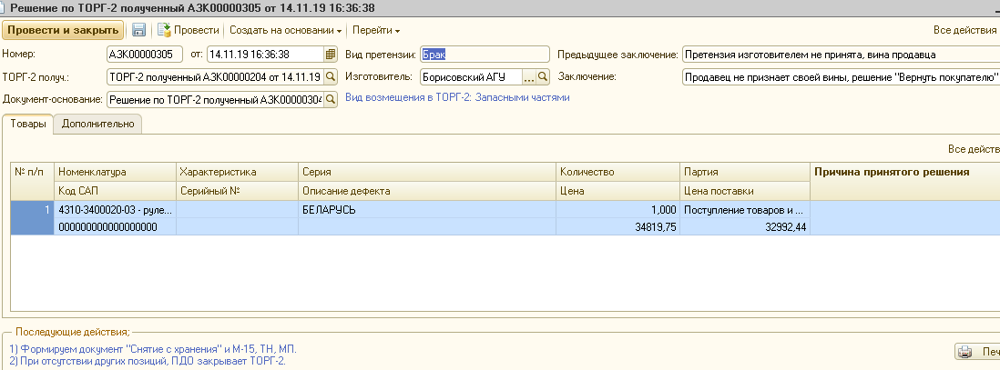 Решение по ТОРГ-2 полученный АЗК00000305 от 14.11.19 16:36:38
Провести и закрыть Провести Создать на основании Перейти Все действия
Номер: АЗК00000305 от: 14.11.19 16:36:38 Вид претензии: Брак Предыдущее заключение: Претензия изготовителем не принята, вина продавца
ТОРГ-2 получ.: ТОРГ-2 полученный АЗК00000204 от 14.11.19 Изготовитель: Борисовский АГУ ... Заключение: Продавец не признает своей вины, решение "Вернуть покупателю"
Документ-основание: Решение по ТОРГ-2 полученный АЗК00000304 Вид возмещения в ТОРГ-2: Запасными частями
Товары Дополнительно
Все действ
№ п/п Номенклатура Характеристика Серия Количество Партия Причина принятого решения
Код САП Серийный № Описание дефекта Цена Цена поставки
1 4310-3400020-03 - руле... БЕЛАРУСЬ 1,000 Поступление товаров и ...
000000000000000000 34819,75 32992,44
Последующие действия;
1) Формируем документ "Снятие с хранения" и М-15, ТН, МП.
2) При отсутствии других позиций, ПДО закрывает ТОРГ-2.
Печ